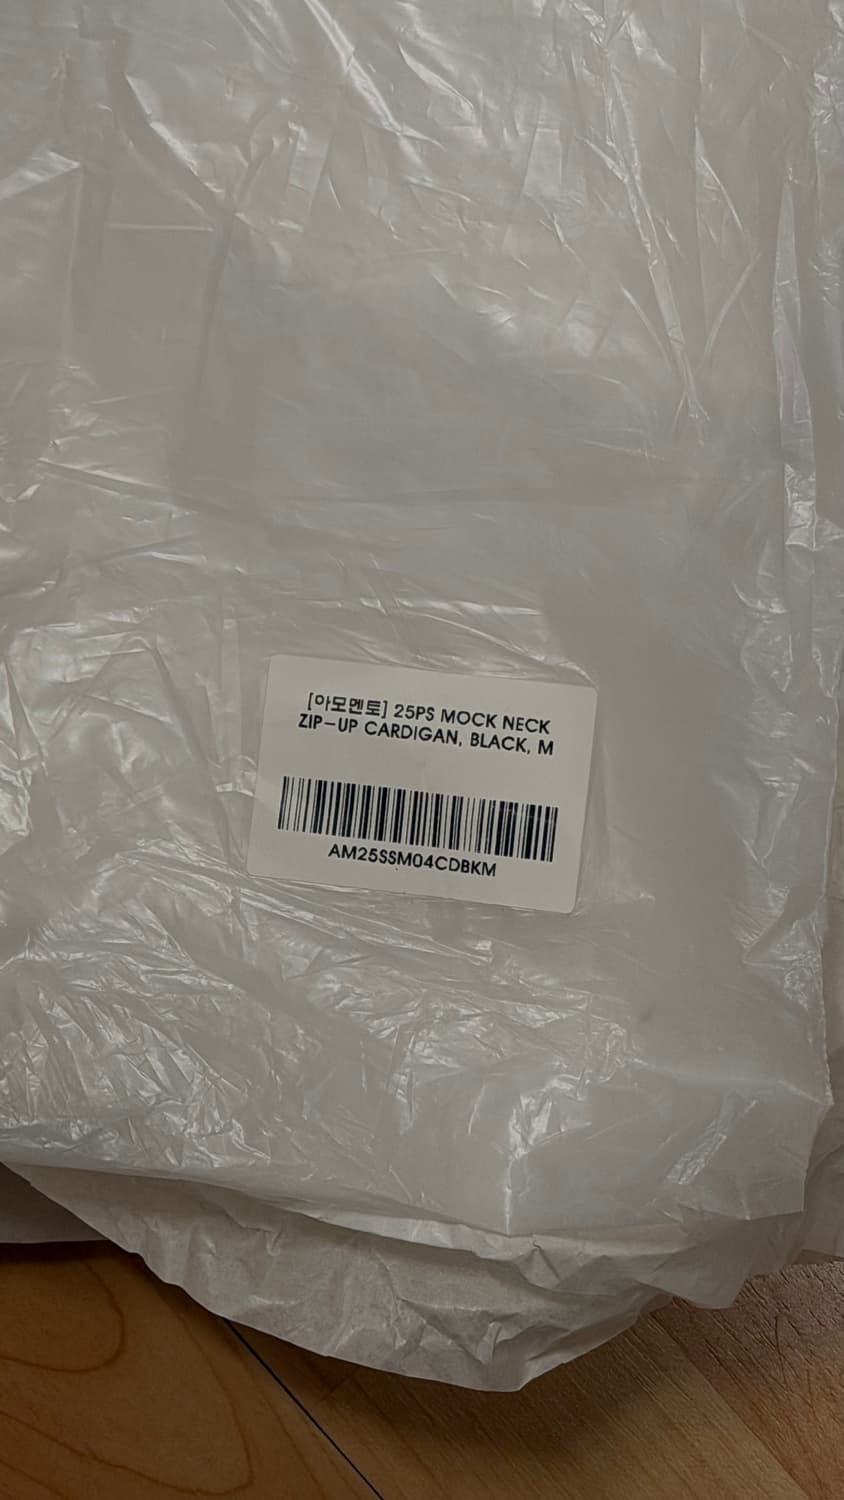 [아모멘토] 25PS MOCK NECK
ZIP-UP CARDIGAN, BLACK, M
AM25SSM04CDBKM